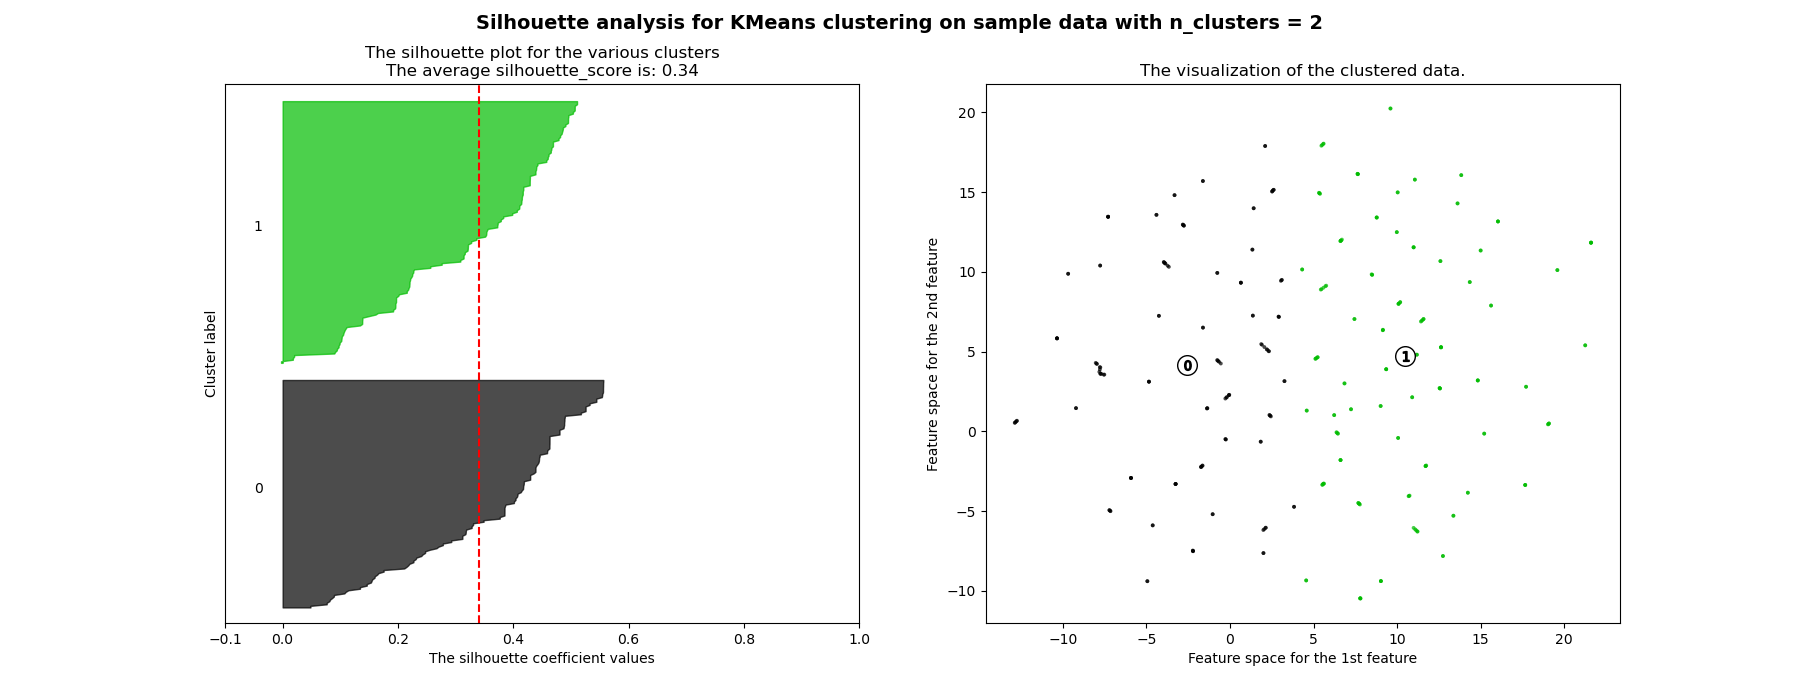 Silhouette analysis for KMeans clustering on sample data with n_clusters = 2
The silhouette plot for the various clusters
The average silhouette_score is: 0.34
Cluster label
1
0
−0.1 0.0 0.2 0.4 0.6 0.8 1.0
The silhouette coefficient values
The visualization of the clustered data.
Feature space for the 2nd feature
20
15
10
5
0
−5
−10
0 1
−10 −5 0 5 10 15 20
Feature space for the 1st feature